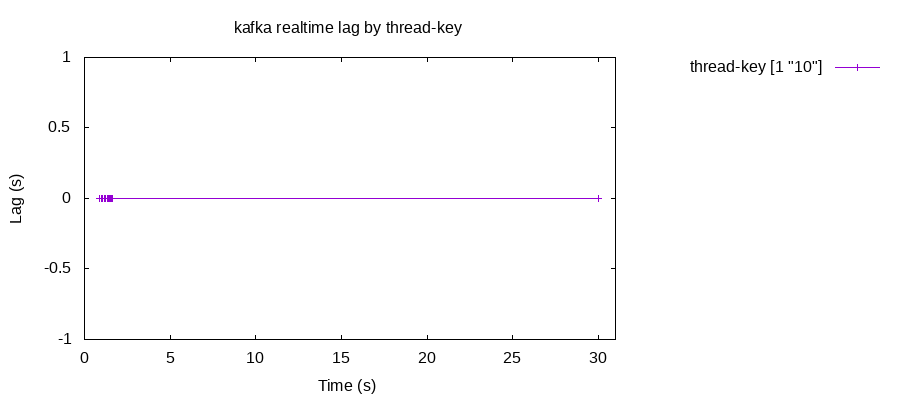 kafka realtime lag by thread-key
thread-key [1 "10"]
1
0.5
0
-0.5
-1
Lag (s)
0 5 10 15 20 25 30
Time (s)